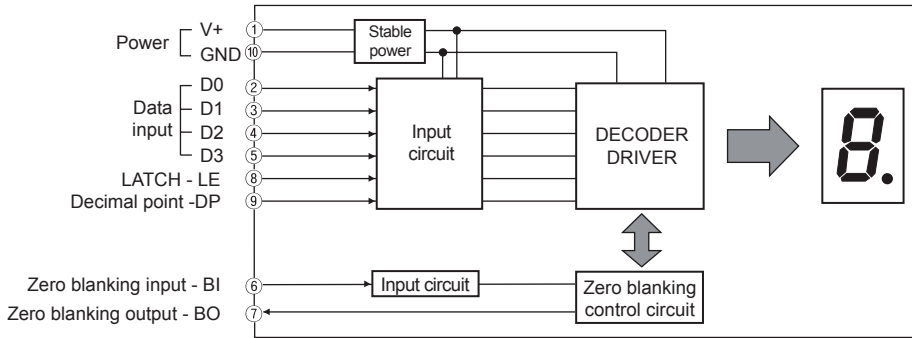 Power
V+
①
GND
⑩
Stable
power
Data
input
D0
②
D1
③
D2
④
D3
⑤
LATCH - LE
⑧
Decimal point -DP
⑨
Input
circuit
DECODER
DRIVER
8.
Zero blanking input - BI
⑥
Input circuit
Zero blanking output - BO
⑦
Zero blanking
control circuit